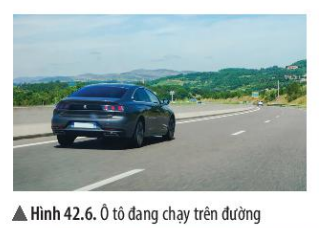 ▲ Hình 42.6. Ô tô đang chạy trên đường